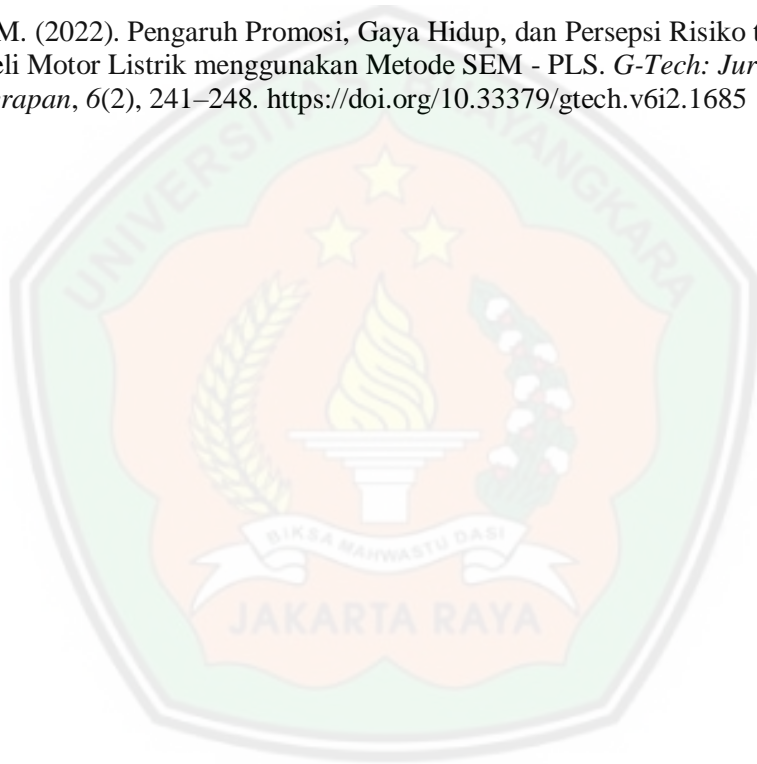 M. (2022). Pengaruh Promosi, Gaya Hidup, dan Persepsi Risiko
eli Motor Listrik menggunakan Metode SEM - PLS. G-Tech: Jur
rapan, 6(2), 241–248. https://doi.org/10.33379/gtech.v6i2.1685
UNIVERSITAS BHAYANGKARA
BIKSA MAHWASTU DASI
JAKARTA RAYA